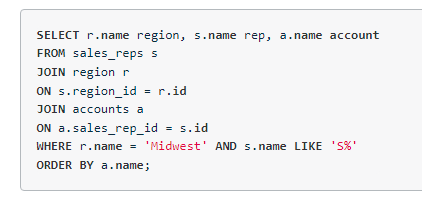 SELECT r.name region, s.name rep, a.name account
FROM sales_reps s
JOIN region r
ON s.region_id = r.id
JOIN accounts a
ON a.sales_rep_id = s.id
WHERE r.name = 'Midwest' AND s.name LIKE 'S%'
ORDER BY a.name;